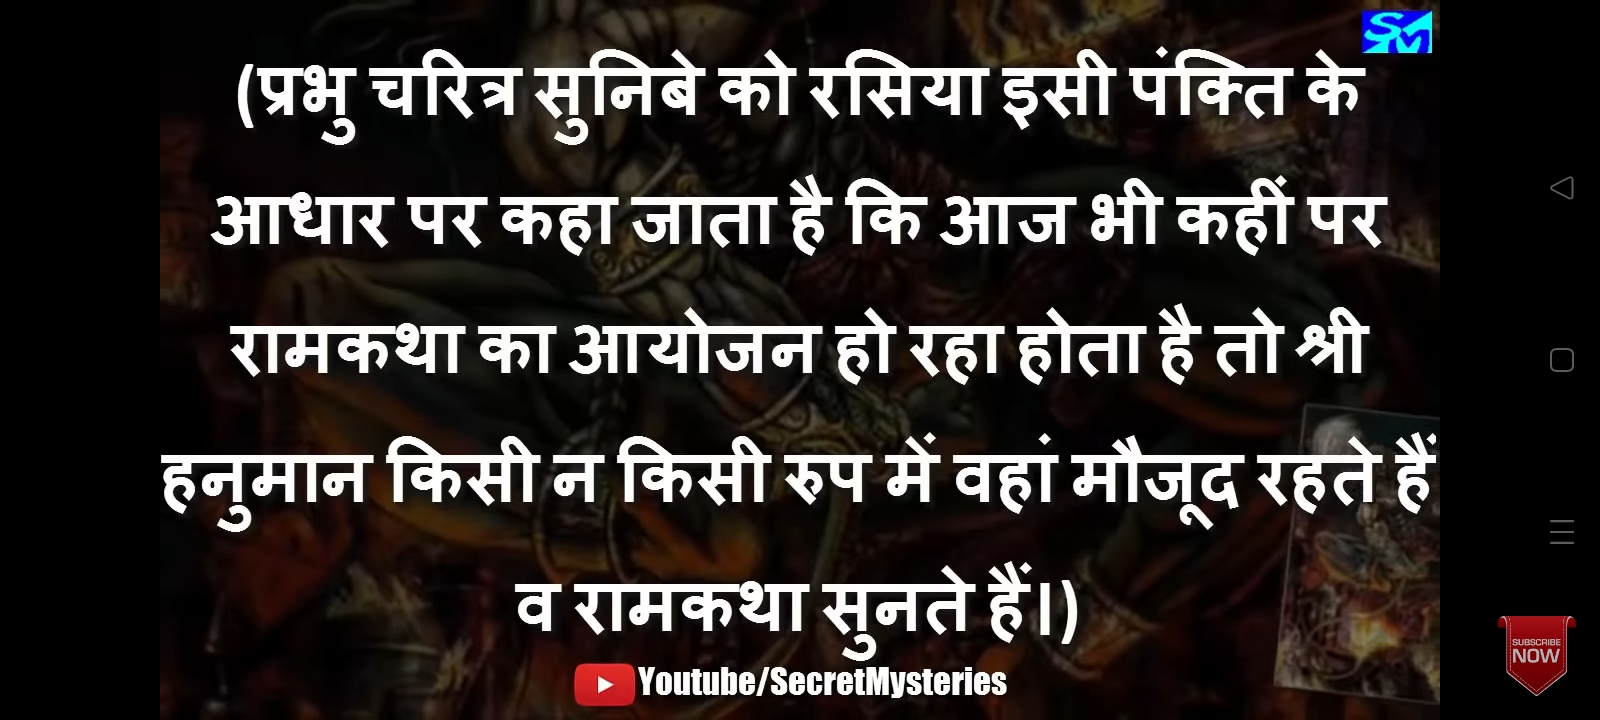 SM
(प्रभु चरित्र सुनिबे को रसिया इसी पंक्ति के
आधार पर कहा जाता है कि आज भी कहीं पर
रामकथा का आयोजन हो रहा होता है तो श्री
हनुमान किसी न किसी रुप में वहां मौजूद रहते हैं
व रामकथा सुनते हैं।)
Youtube/SecretMysteries
SUBSCRIBE
NOW